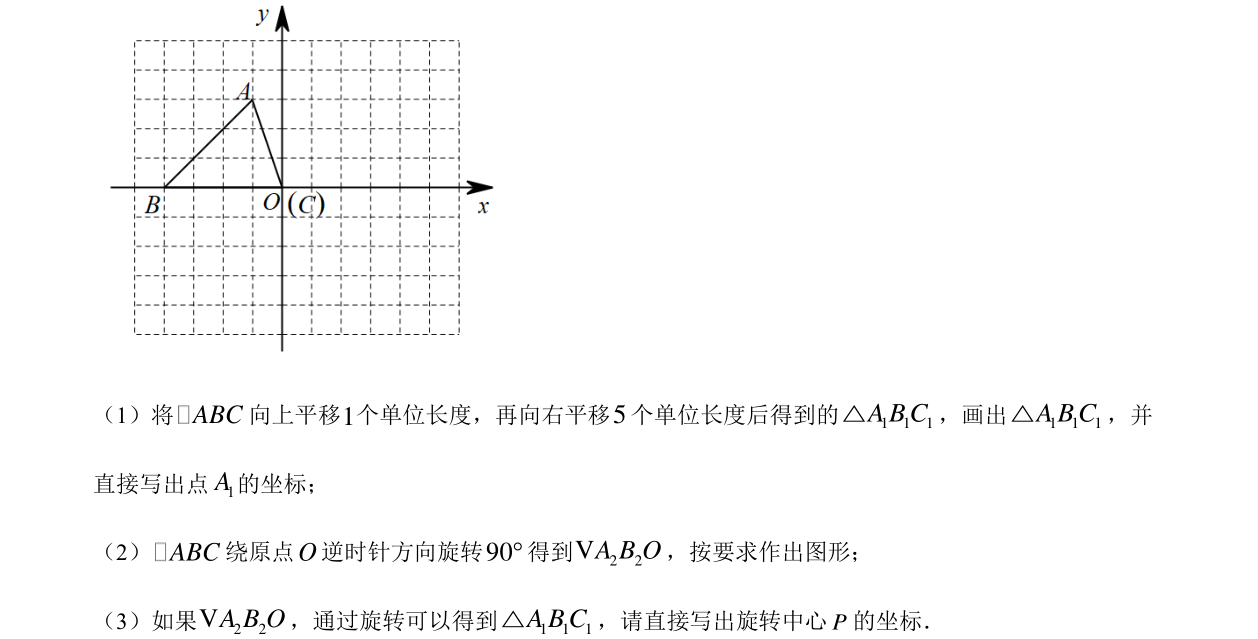 y
A
B O (C) x
（1）将□ABC 向上平移1个单位长度，再向右平移5个单位长度后得到的△A₁B₁C₁，画出△A₁B₁C₁，并
直接写出点 A₁的坐标；
（2）□ABC 绕原点O逆时针方向旋转90°得到VA₂B₂O，按要求作出图形；
（3）如果VA₂B₂O，通过旋转可以得到△A₁B₁C₁，请直接写出旋转中心 P 的坐标．